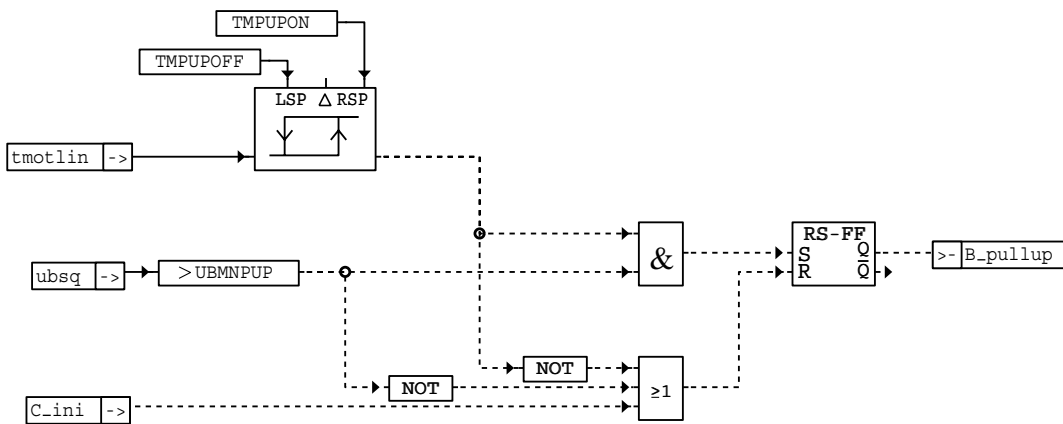 TMPUPON
TMPUPOFF
LSP △ RSP
tmotlin ->
RS-FF
& S Q >- B_pullup
ubsq -> >UBMNPUP R Q̅
NOT
NOT ≥1
C_ini ->